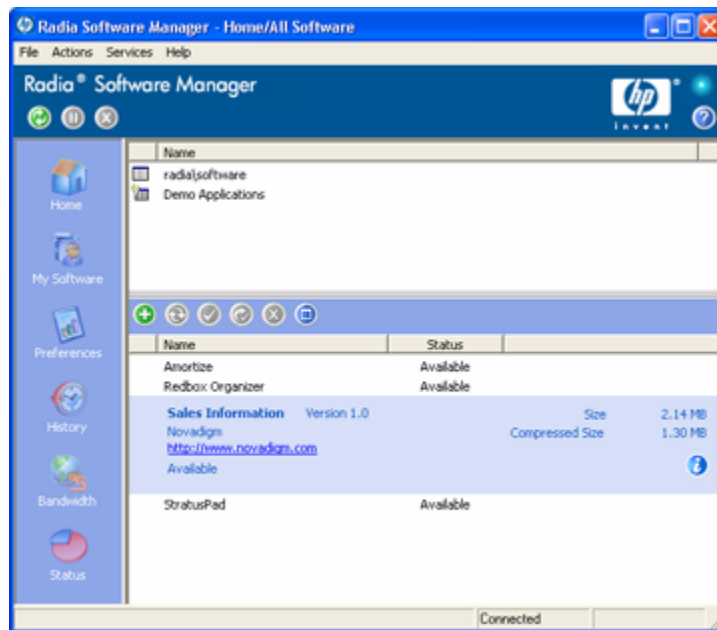 Radia Software Manager - Home/All Software
File Actions Services Help
Radia® Software Manager
hp
invent
Name
radia\software
Demo Applications
Home
My Software
Preferences
History
Bandwidth
Status
Name Status
Amortize Available
Redbox Organizer Available
Sales Information Version 1.0 Size 2.14 MB
Novadigm Compressed Size 1.30 MB
http://www.novadigm.com
Available
StratusPad Available
Connected